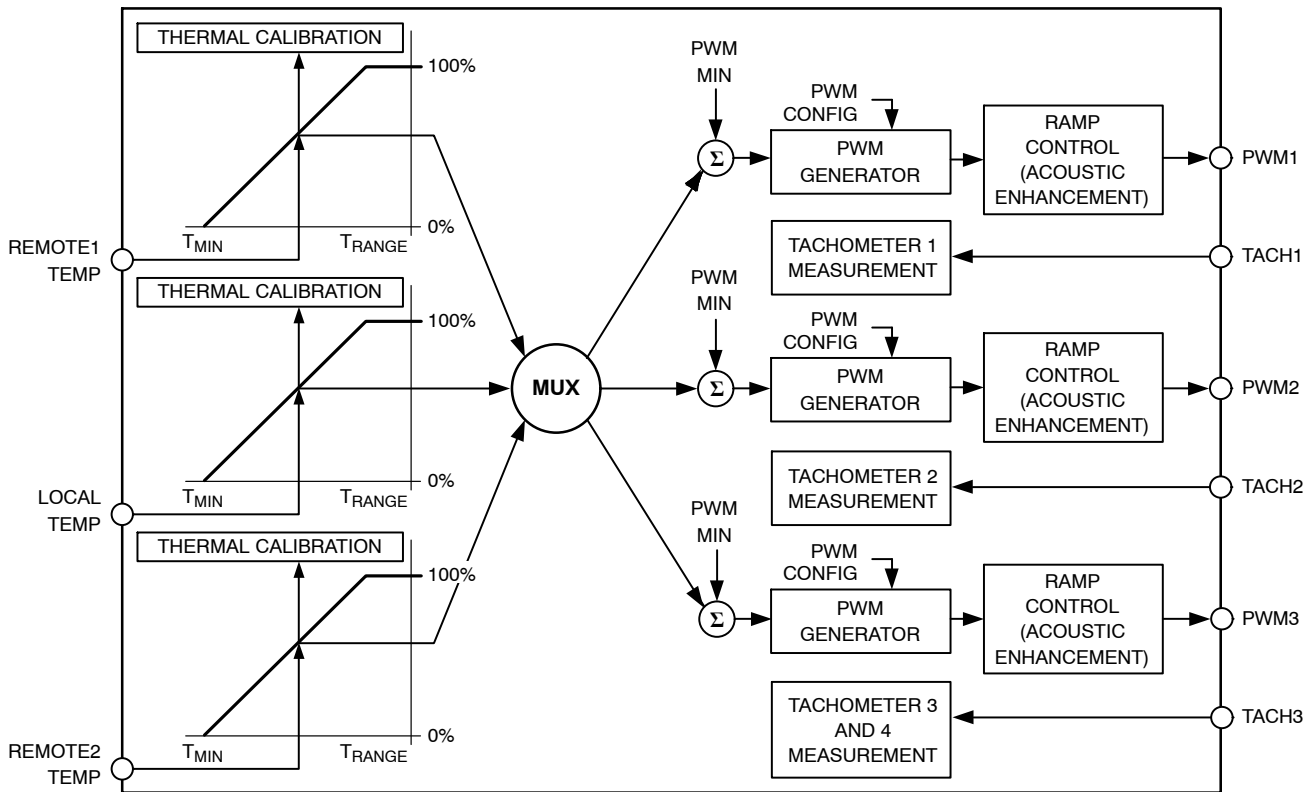 THERMAL CALIBRATION
100%
0%
T_MIN
T_RANGE
REMOTE1
TEMP
THERMAL CALIBRATION
100%
0%
T_MIN
T_RANGE
LOCAL
TEMP
THERMAL CALIBRATION
100%
0%
T_MIN
T_RANGE
REMOTE2
TEMP
MUX
PWM
MIN
Σ
PWM
CONFIG
PWM
GENERATOR
RAMP
CONTROL
(ACOUSTIC
ENHANCEMENT)
PWM1
TACHOMETER 1
MEASUREMENT
TACH1
PWM
MIN
Σ
PWM
CONFIG
PWM
GENERATOR
RAMP
CONTROL
(ACOUSTIC
ENHANCEMENT)
PWM2
TACHOMETER 2
MEASUREMENT
TACH2
PWM
MIN
Σ
PWM
CONFIG
PWM
GENERATOR
RAMP
CONTROL
(ACOUSTIC
ENHANCEMENT)
PWM3
TACHOMETER 3
AND 4
MEASUREMENT
TACH3